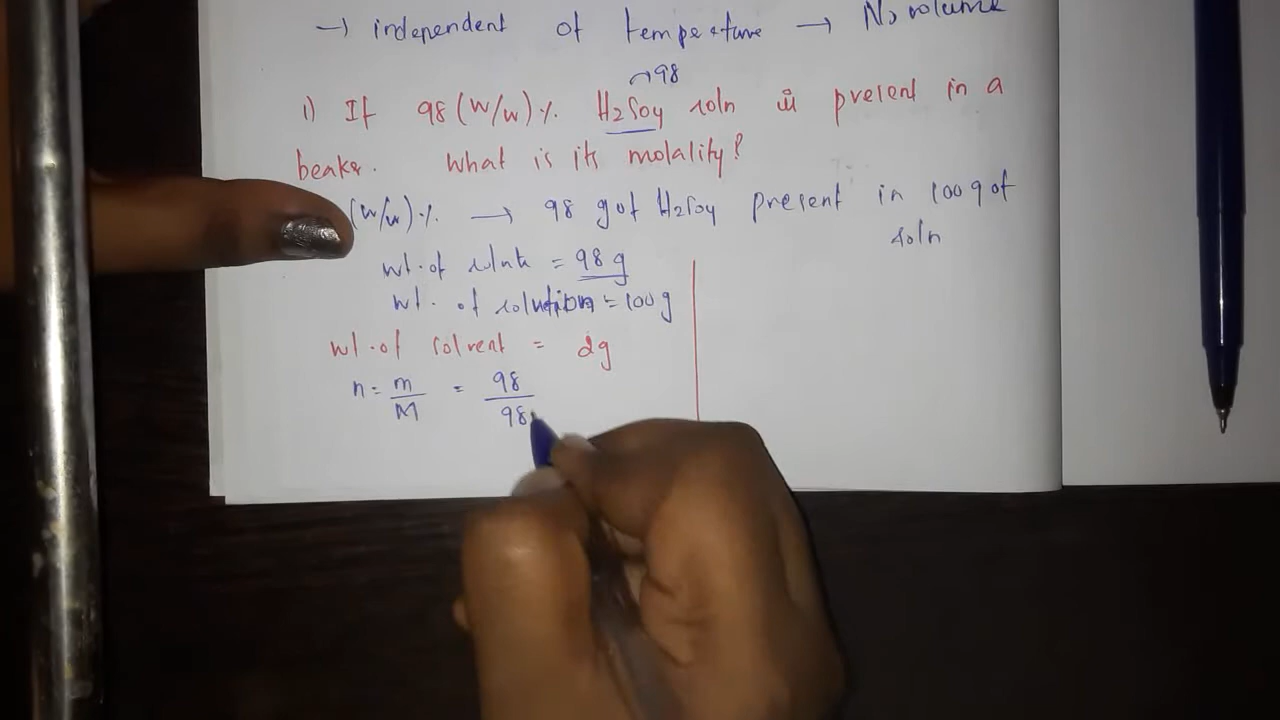 → independent of temperature → No volume
→98
1) If 98 (w/w) % H2SO4 soln is present in a
beaker. What is its molality?
(w/w) % → 98 g of H2SO4 present in 100 g of
soln
wt. of solute = 98 g
wt. of solution = 100 g
wt. of solvent = 2g
n = m/M = 98/98